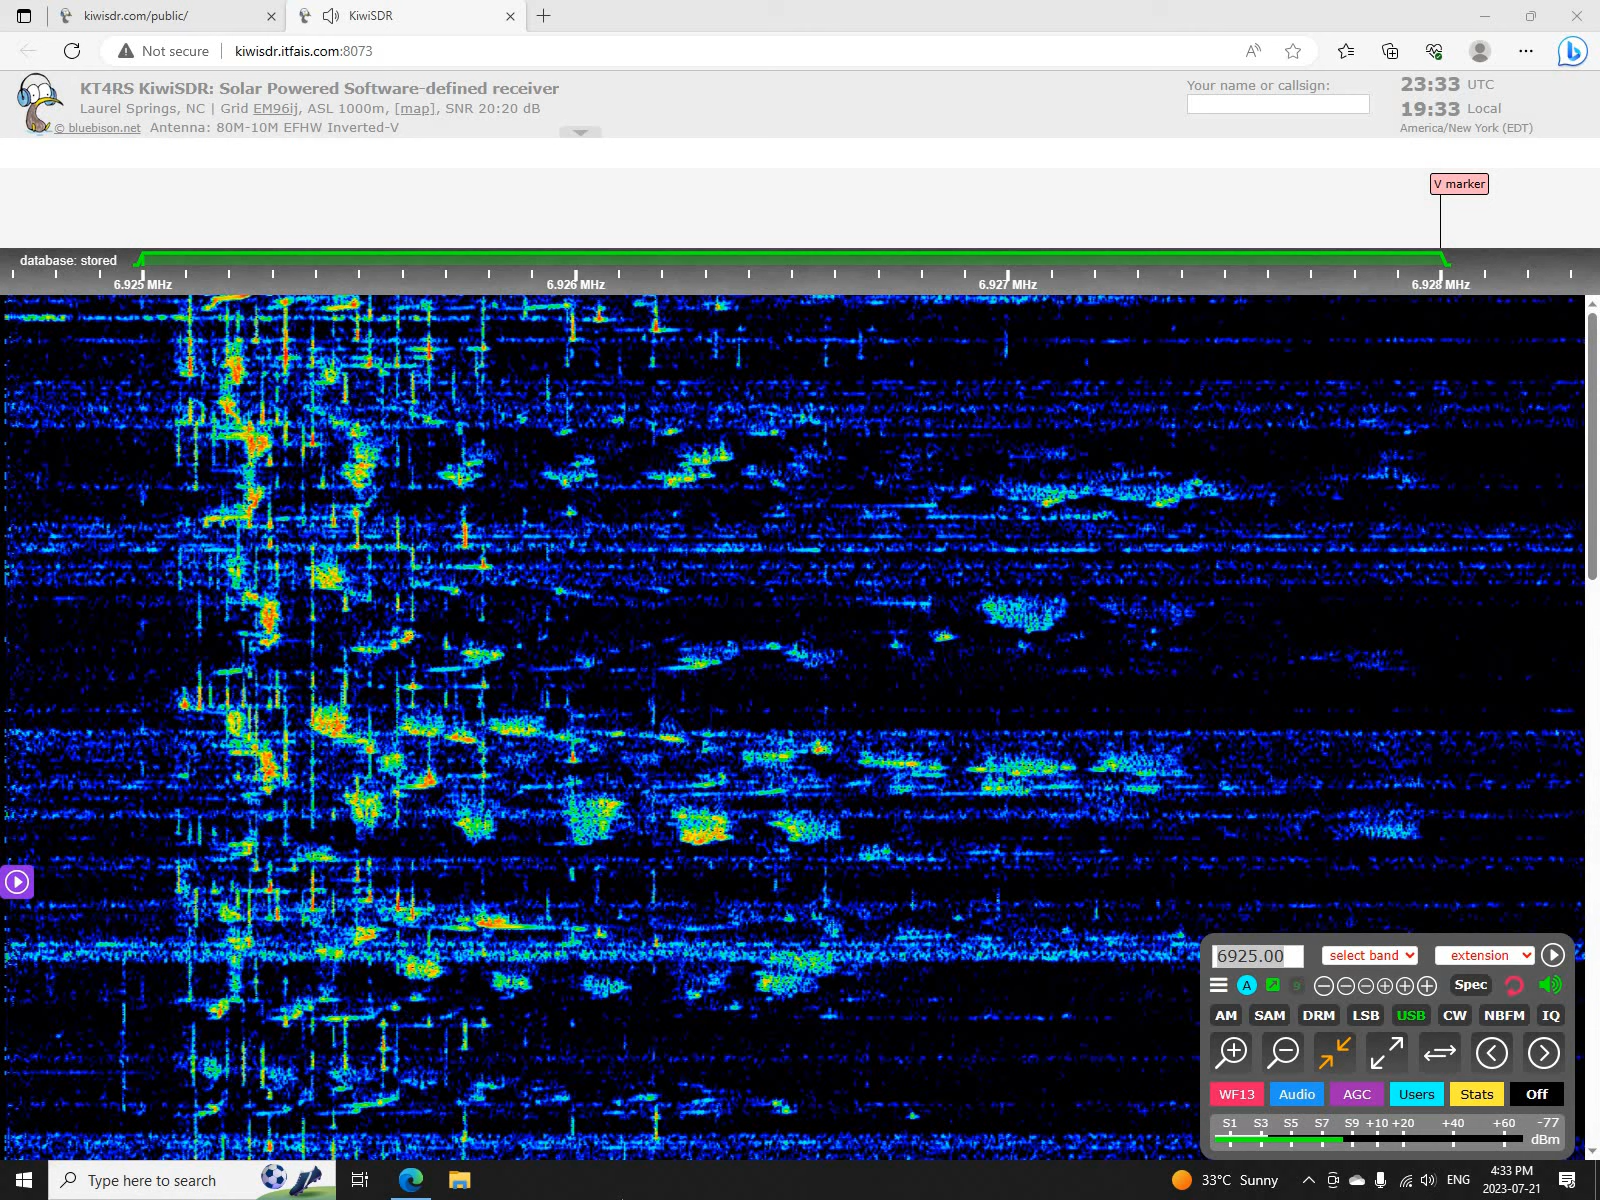 kiwisdr.com/public/
KiwiSDR
Not secure
kiwisdr.itfais.com:8073
KT4RS KiwiSDR: Solar Powered Software-defined receiver
Laurel Springs, NC | Grid EM96ij, ASL 1000m, [map], SNR 20:20 dB
© bluebison.net Antenna: 80M-10M EFHW Inverted-V
Your name or callsign:
23:33 UTC
19:33 Local
America/New York (EDT)
V marker
database: stored
6.925 MHz 6.926 MHz 6.927 MHz 6.928 MHz
6925.00 select band extension
A 9 Spec
AM SAM DRM LSB USB CW NBFM IQ
WF13 Audio AGC Users Stats Off
S1 S3 S5 S7 S9 +10 +20 +40 +60 -77
dBm
Type here to search
33°C Sunny
ENG
4:33 PM
2023-07-21